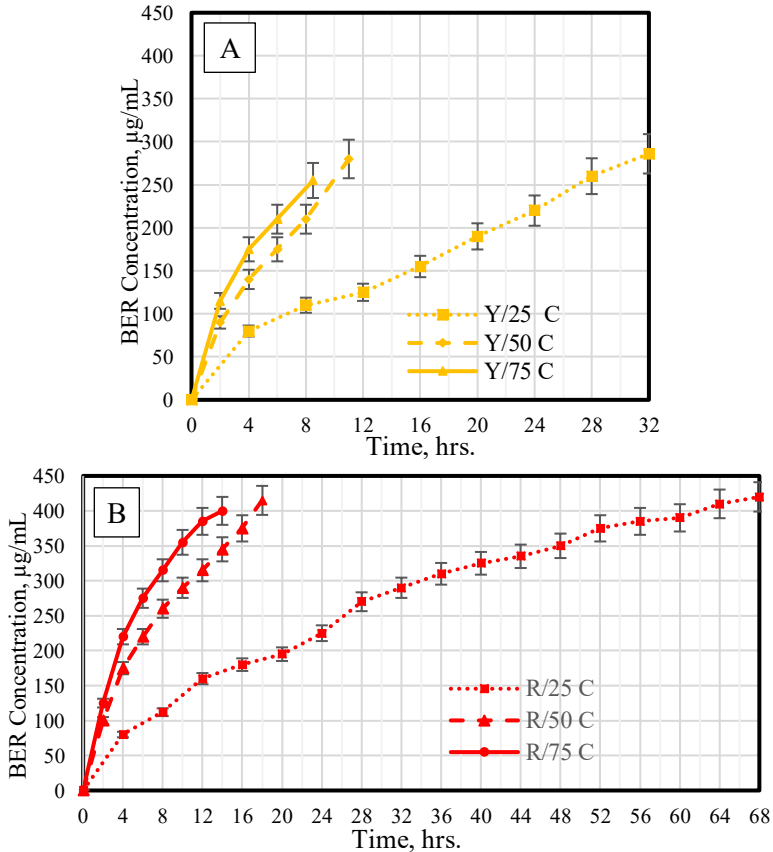 A
BER Concentration, µg/mL
450
400
350
300
250
200
150
100
50
0
Y/25 C
Y/50 C
Y/75 C
0 4 8 12 16 20 24 28 32
Time, hrs.
B
BER Concentration, µg/mL
450
400
350
300
250
200
150
100
50
0
R/25 C
R/50 C
R/75 C
0 4 8 12 16 20 24 28 32 36 40 44 48 52 56 60 64 68
Time, hrs.